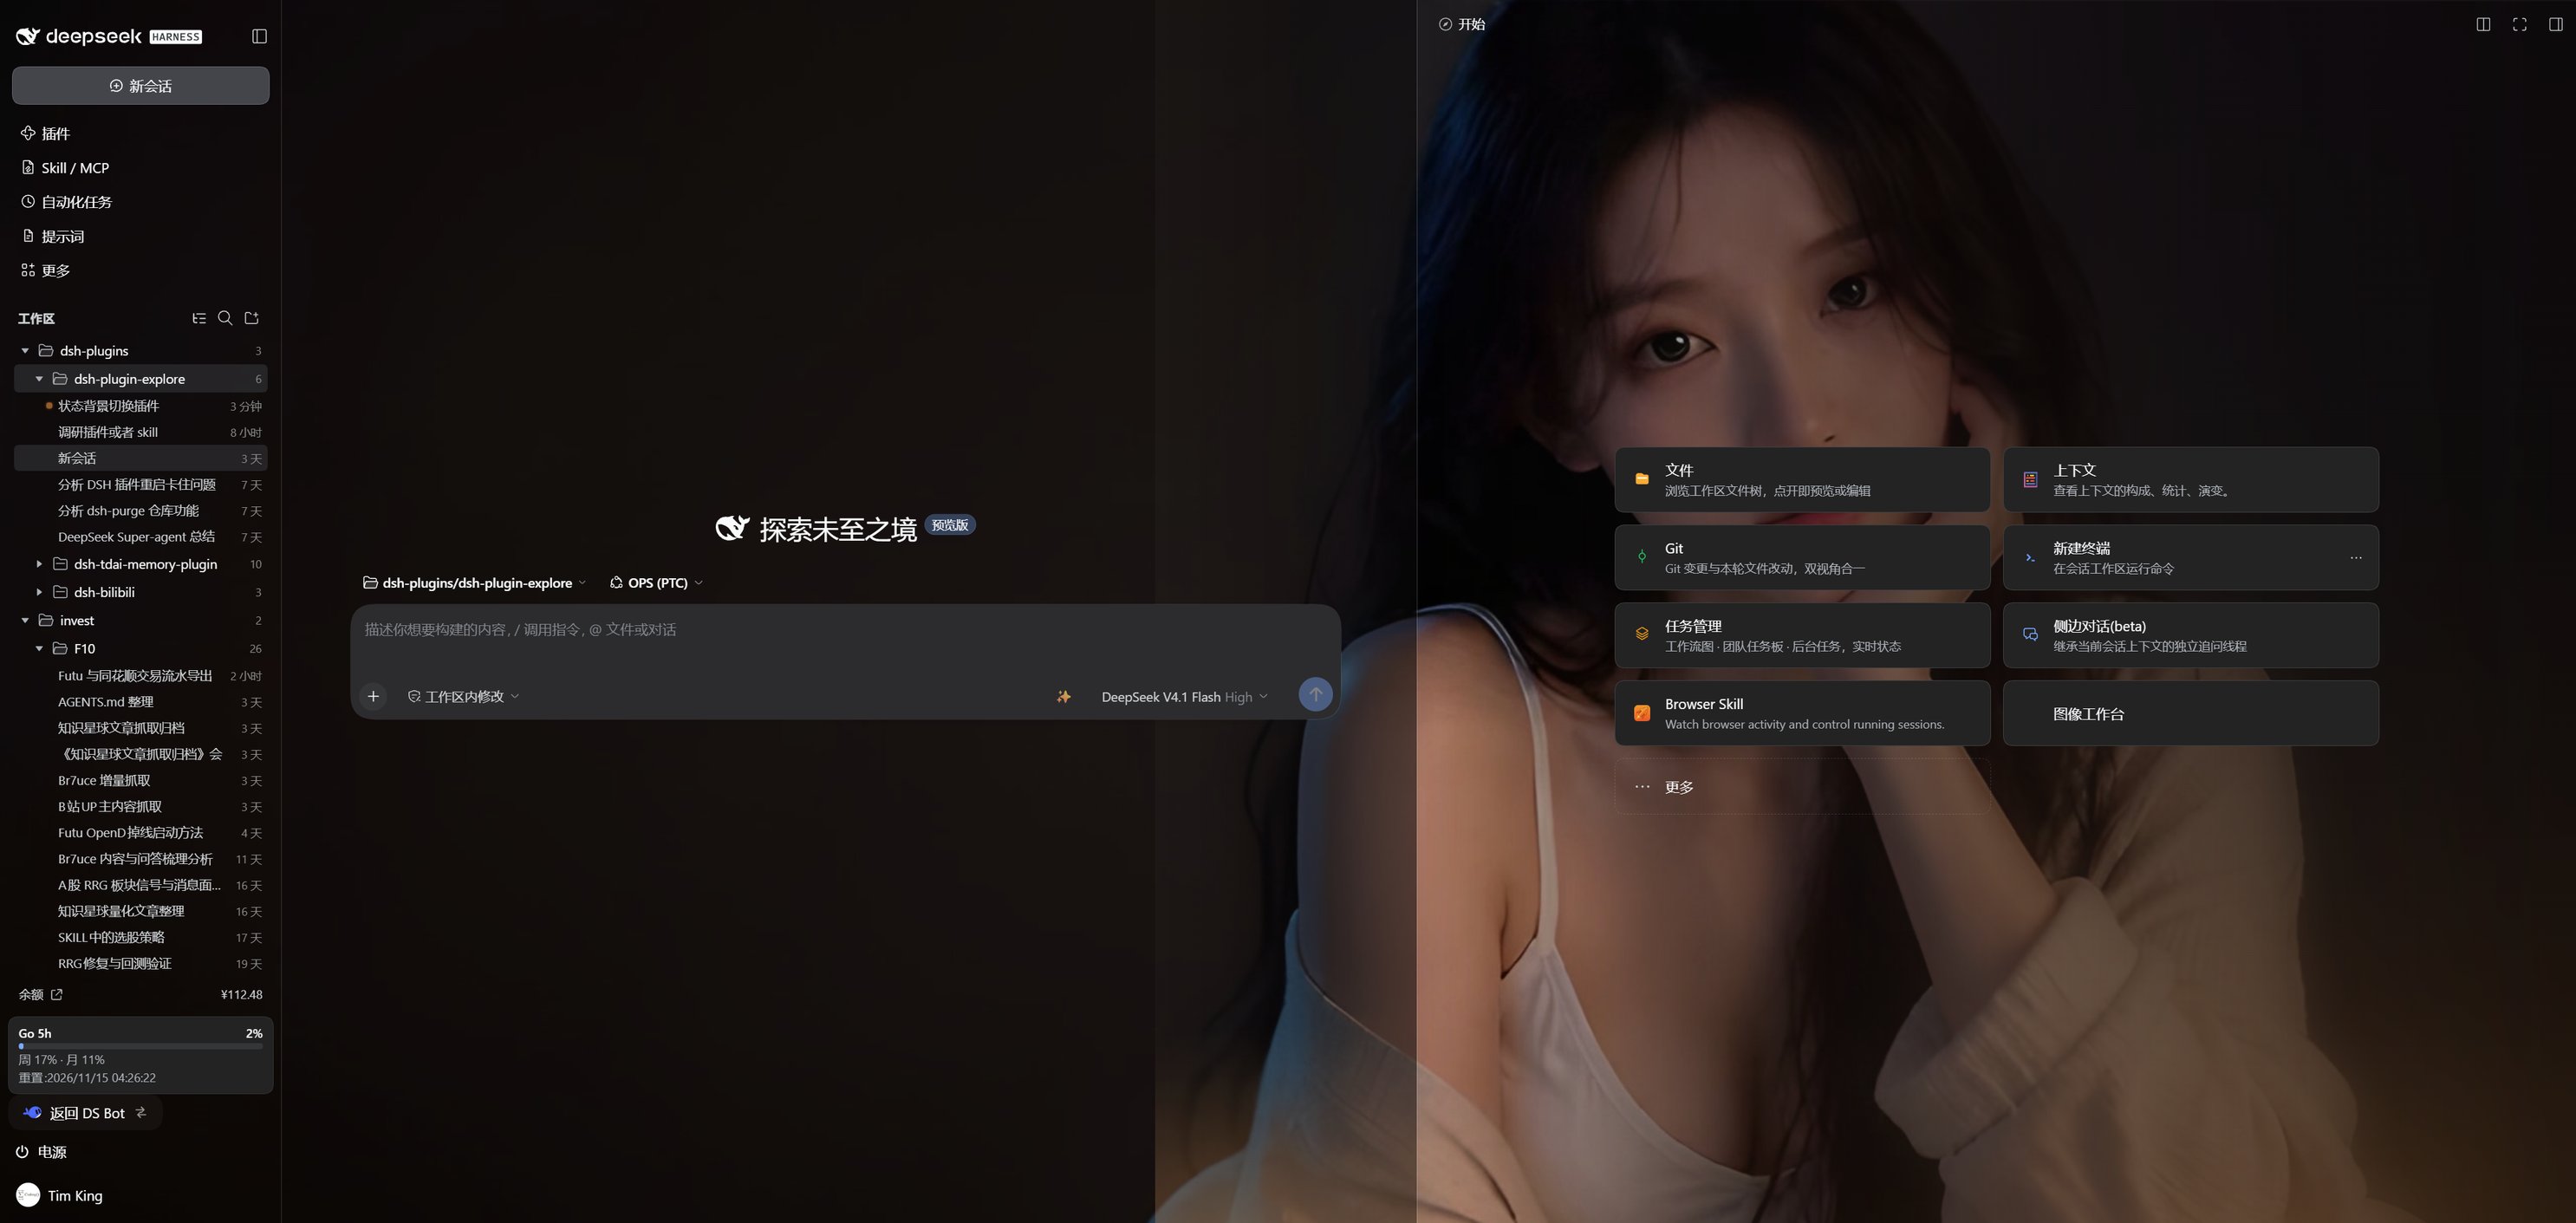 deepseek HARNESS
新会话
插件
Skill / MCP
自动化任务
提示词
更多
工作区
dsh-plugins 3
dsh-plugin-explore 6
状态背景切换插件 3 分钟
调研插件或者 skill 8 小时
新会话 3 天
分析 DSH 插件重启卡住问题 7 天
分析 dsh-purge 仓库功能 7 天
DeepSeek Super-agent 总结 7 天
dsh-tdai-memory-plugin 10
dsh-bilibili 3
invest 2
F10 26
Futu 与同花顺交易流水导出 2 小时
AGENTS.md 整理 3 天
知识星球文章抓取归档 3 天
《知识星球文章抓取归档》会 3 天
Br7uce 增量抓取 3 天
B站UP主内容抓取 3 天
Futu OpenD掉线启动方法 4 天
Br7uce 内容与问答梳理分析 11 天
A股 RRG 板块信号与消息面... 16 天
知识星球量化文章整理 16 天
SKILL中的选股策略 17 天
RRG修复与回测验证 19 天
余额 ¥112.48
Go 5h 2%
周 17% · 月 11%
重置:2026/11/15 04:26:22
返回 DS Bot
电源
Tim King
探索未至之境 预览版
dsh-plugins/dsh-plugin-explore OPS (PTC)
描述你想要构建的内容, / 调用指令, @ 文件或对话
工作区内修改 DeepSeek V4.1 Flash High
开始
文件
浏览工作区文件树，点开即预览或编辑
上下文
查看上下文的构成、统计、演变。
Git
Git 变更与本轮文件改动，双视角合一
新建终端
在会话工作区运行命令
任务管理
工作流图 · 团队任务板 · 后台任务，实时状态
侧边对话(beta)
继承当前会话上下文的独立追问线程
Browser Skill
Watch browser activity and control running sessions.
图像工作台
更多